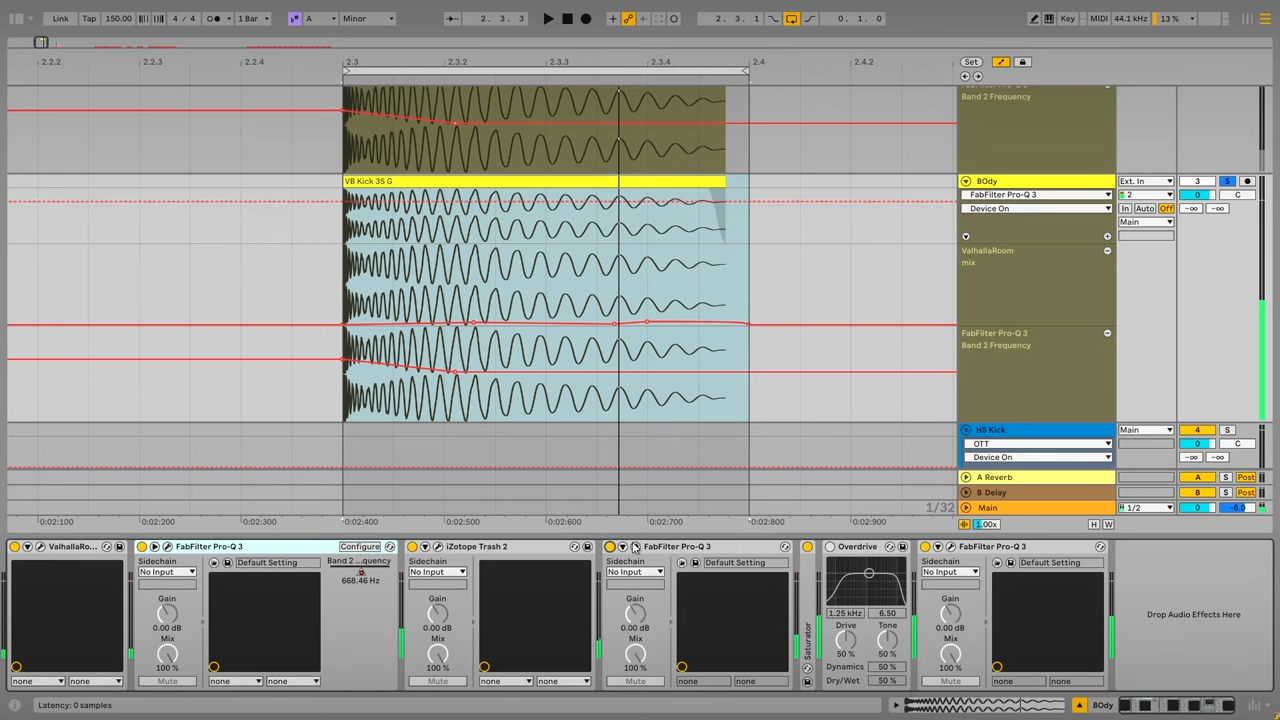 Link Tap 150.00 4 / 4 1 Bar A Minor 2. 3. 3 2. 3. 1 0. 1. 0 Key MIDI 44.1 kHz 13 %
2.2.2 2.2.3 2.2.4 2.3 2.3.2 2.3.3 2.3.4 2.4 2.4.2 Set
Band 2 Frequency
VB Kick 35 G BOdy Ext. In 3 S
FabFilter Pro-Q 3 2 0 C
Device On In Auto Off -∞ -∞
Main
ValhallaRoom
mix
FabFilter Pro-Q 3
Band 2 Frequency
HS Kick Main 4 S
OTT 0 C
Device On -∞ -∞
A Reverb A S Post
B Delay B S Post
1/32 Main 1/2 0 -6.0
0:02:100 0:02:200 0:02:300 0:02:400 0:02:500 0:02:600 0:02:700 0:02:800 0:02:900 1.00x H W
ValhallaRo... FabFilter Pro-Q 3 Configure iZotope Trash 2 FabFilter Pro-Q 3 Overdrive FabFilter Pro-Q 3
Sidechain Default Setting Band 2 ...quency Sidechain Sidechain Default Setting Sidechain Default Setting
No Input 668.46 Hz No Input No Input No Input
Gain Gain Gain 1.25 kHz 6.50 Gain
0.00 dB 0.00 dB 0.00 dB Drive Tone 0.00 dB
Mix Mix Mix Saturator 50 % 50 % Mix
100 % 100 % 100 % Dynamics 50 % 100 %
none none Mute none none Mute none none Mute none none Dry/Wet 50 % Mute none none
Drop Audio Effects Here
Latency: 0 samples BOdy